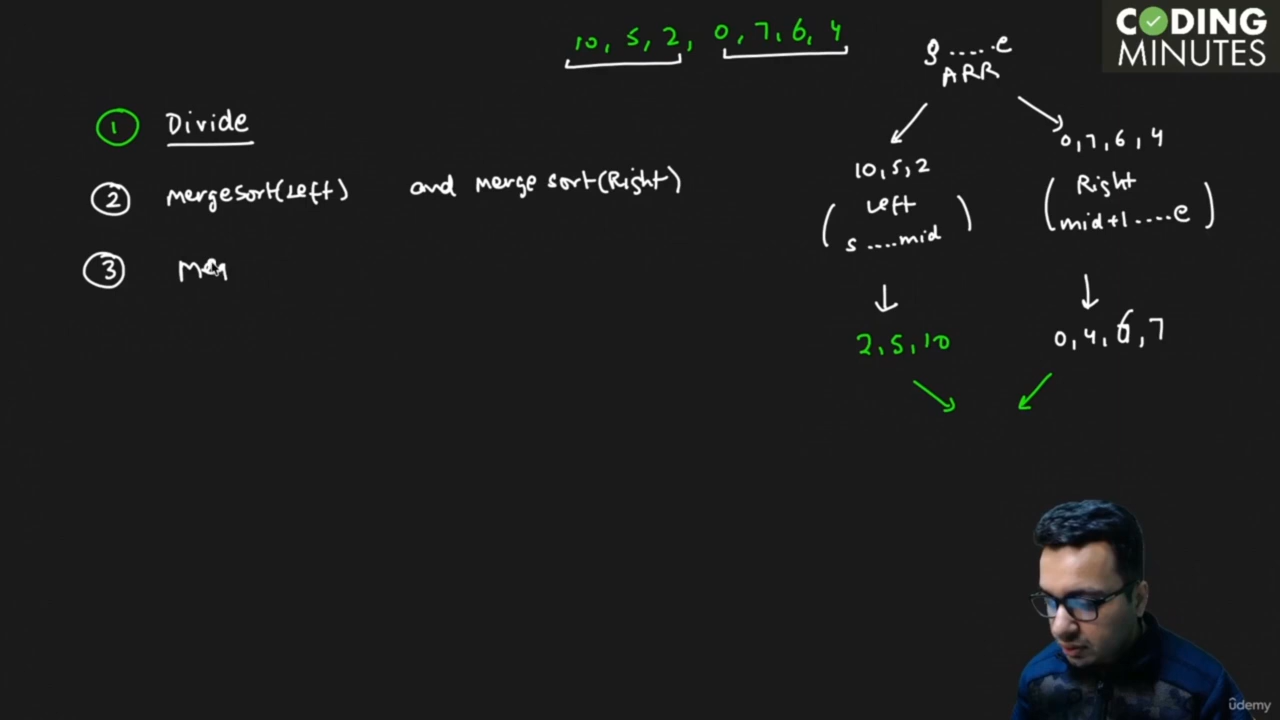 10, 5, 2, 0, 7, 6, 4
CODING
MINUTES
s.....e
ARR
1 Divide
2 mergeSort(Left) and merge sort(Right)
3 Mer
10, 5, 2
Left
s ....mid
0, 7, 6, 4
Right
mid+1 ....e
2, 5, 10
0, 4, 6, 7
ûdemy